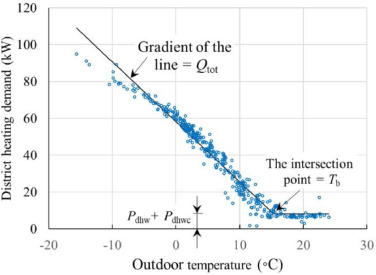 120
100
80
60
40
20
0
-20
-10
0
10
20
30
District heating demand (kW)
Outdoor temperature (∘C)
Gradient of the
line = Qtot
The intersection
point = Tb
Pdhw + Pdhwc